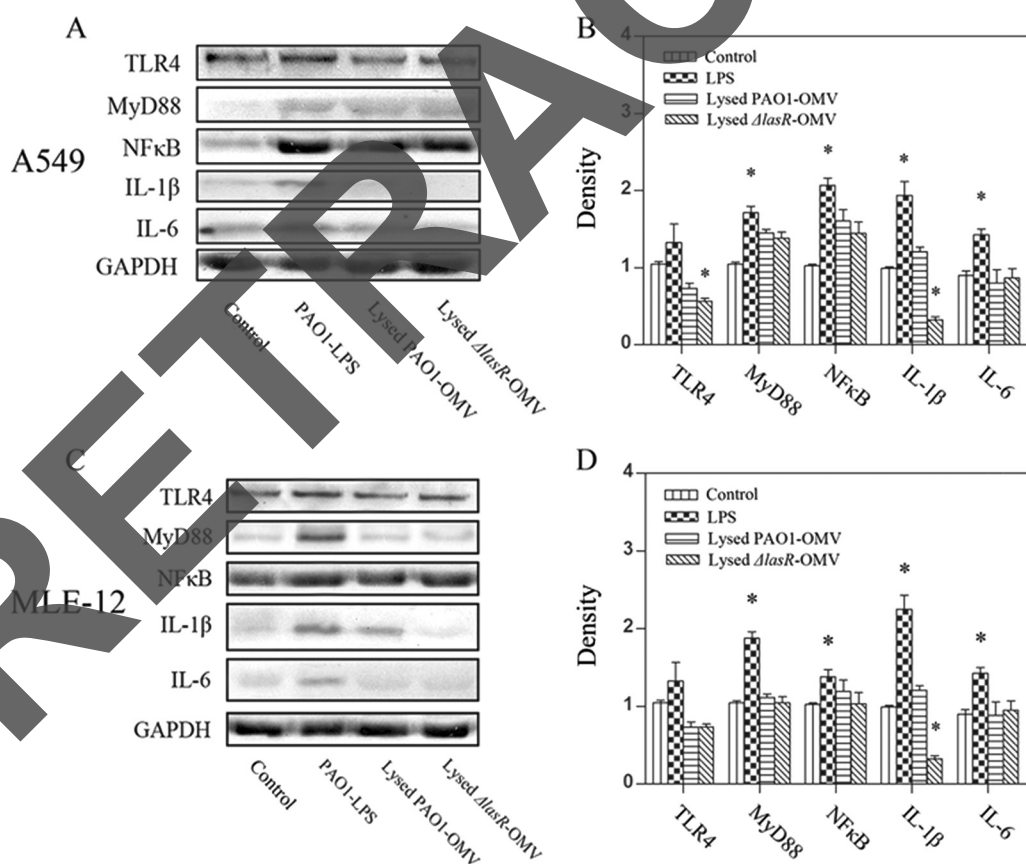 RETRAC
A
TLR4
MyD88
NFκB
IL-1β
IL-6
GAPDH
A549
Control
PAO1-LPS
Lysed PAO1-OMV
Lysed ΔlasR-OMV
B
4
3
2
1
0
Density
Control
LPS
Lysed PAO1-OMV
Lysed ΔlasR-OMV
*
*
*
*
*
*
*
TLR4
MyD88
NFκB
IL-1β
IL-6
C
TLR4
MyD88
NFκB
IL-1β
IL-6
GAPDH
MLE-12
Control
PAO1-LPS
Lysed PAO1-OMV
Lysed ΔlasR-OMV
D
4
3
2
1
0
Density
Control
LPS
Lysed PAO1-OMV
Lysed ΔlasR-OMV
*
*
*
*
*
TLR4
MyD88
NFκB
IL-1β
IL-6